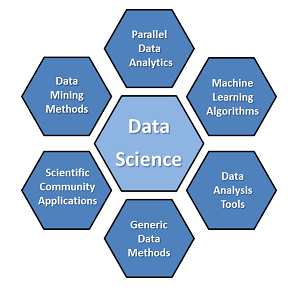 Parallel
Data
Analytics
Data
Mining
Methods
Machine
Learning
Algorithms
Data
Science
Scientific
Community
Applications
Data
Analysis
Tools
Generic
Data
Methods